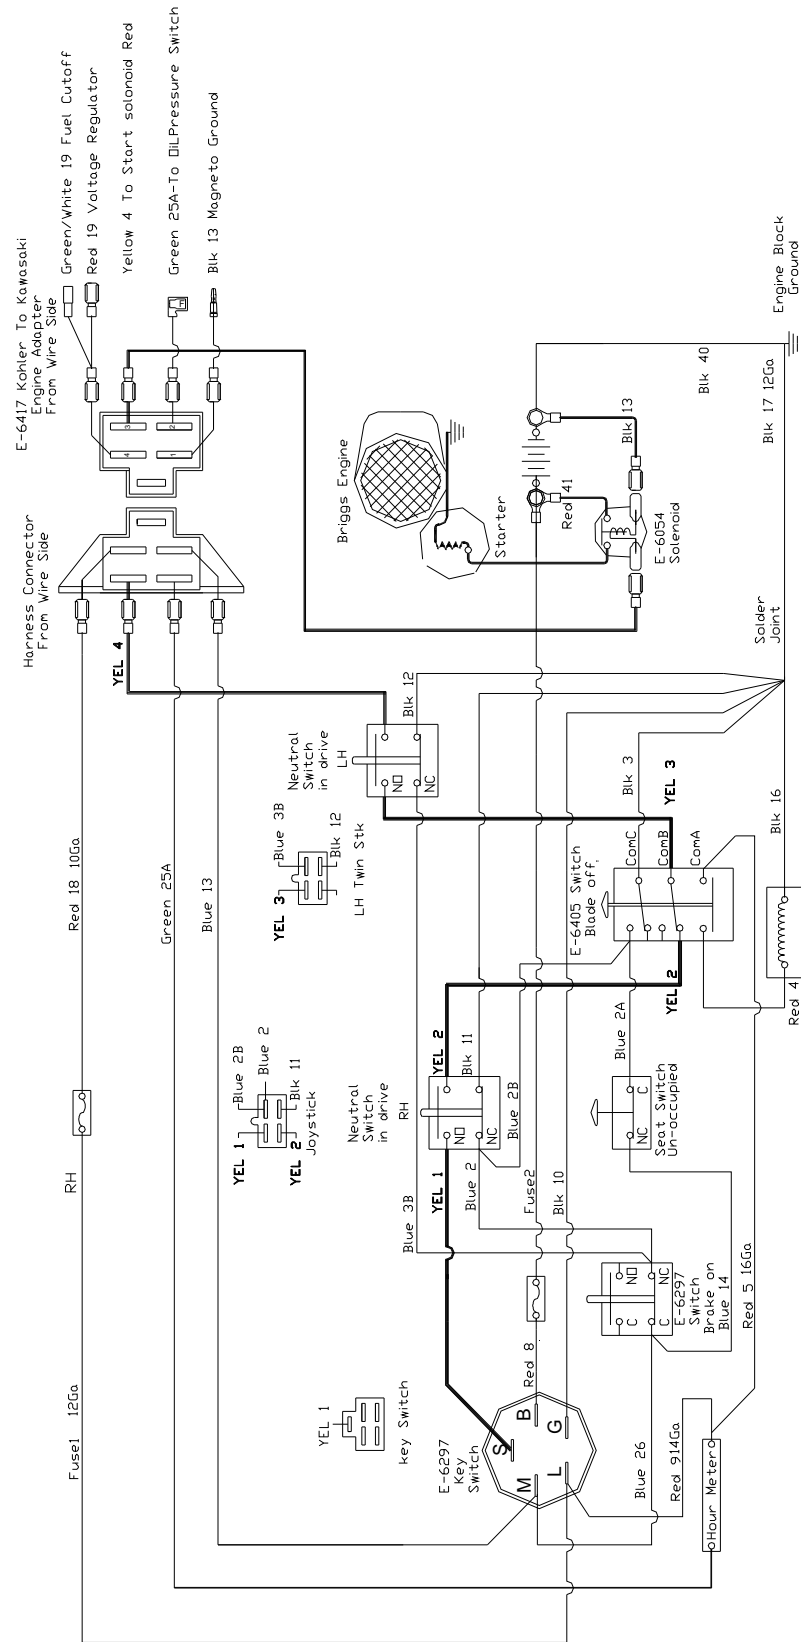 E-6417 Kohler To Kawasaki
Engine Adapter
From Wire Side
Green/White 19 Fuel Cutoff
Red 19 Voltage Regulator
Yellow 4 To Start solonoid Red
Green 25A-To OiLPressure Switch
Blk 13 Magneto Ground
4
3
2
1
Harness Connector
From Wire Side
YEL 4
Red 18 10Ga
Green 25A
Blue 13
RH
Fuse1 12Ga
Briggs Engine
Starter
Red 41
Blk 13
Blk 40
E-6054
Solenoid
Blk 17 12Ga
Engine Block
Ground
Solder
Joint
Neutral
Switch
in drive
LH
NO
NC
Blk 12
Blue 3B
Blk 12
YEL 3
LH Twin Stk
Blk 3
YEL 3
ComC
ComB
ComA
E-6405 Switch
Blade off,
YEL 2
Blk 16
Red 4
Blue 2B
Blue 2
Blk 11
YEL 1
YEL 2
Joystick
Neutral
Switch
in drive
RH
YEL 2
Blk 11
NO
NC
Blue 2B
YEL 1
Blue 2
Blue 3B
Blue 2A
C
NC
Seat Switch
Un-occupied
Fuse2
Blk 10
Red 8
NO
NC
C
C
E-6297
Switch
Brake on
Blue 14
Red 5 16Ga
YEL 1
key Switch
E-6297
Key
Switch
S
B
M
G
L
Blue 26
Red 914Ga
Hour Meter